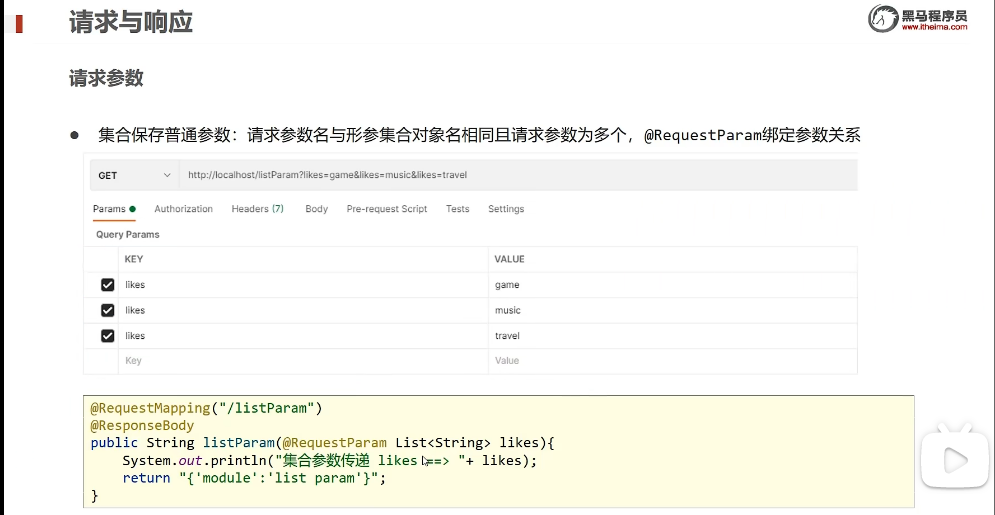 请求与响应
黑马程序员
www.itheima.com
请求参数
● 集合保存普通参数：请求参数名与形参集合对象名相同且请求参数为多个，@RequestParam绑定参数关系
GET http://localhost/listParam?likes=game&likes=music&likes=travel
Params Authorization Headers (7) Body Pre-request Script Tests Settings
Query Params
KEY VALUE
likes game
likes music
likes travel
Key Value
@RequestMapping("/listParam")
@ResponseBody
public String listParam(@RequestParam List<String> likes){
System.out.println("集合参数传递 likes ==> "+ likes);
return "{'module':'list param'}";
}